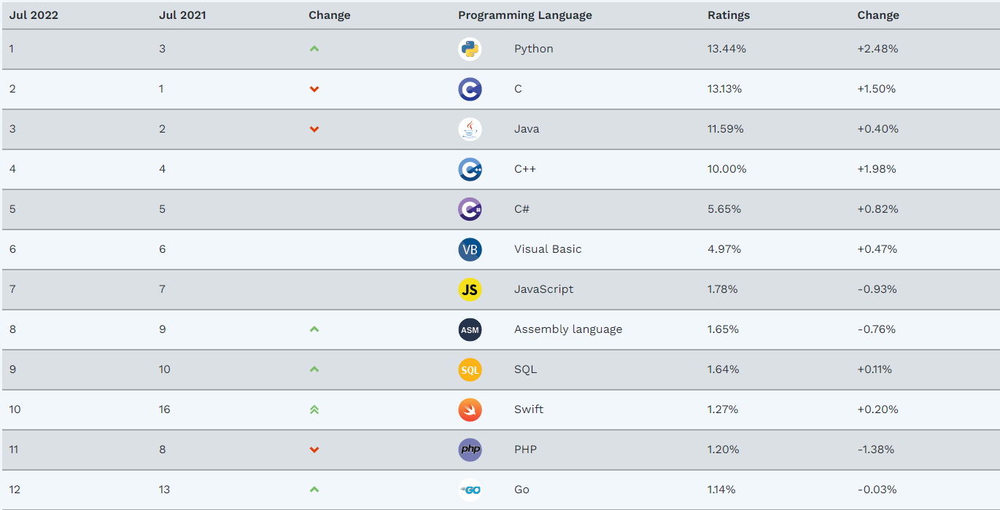 Jul 2022 Jul 2021 Change Programming Language Ratings Change
1 3 Python 13.44% +2.48%
2 1 C C 13.13% +1.50%
3 2 Java 11.59% +0.40%
4 4 C++ C++ 10.00% +1.98%
5 5 C# C# 5.65% +0.82%
6 6 VB Visual Basic 4.97% +0.47%
7 7 JS JavaScript 1.78% -0.93%
8 9 ASM Assembly language 1.65% -0.76%
9 10 SQL SQL 1.64% +0.11%
10 16 Swift 1.27% +0.20%
11 8 php PHP 1.20% -1.38%
12 13 GO Go 1.14% -0.03%